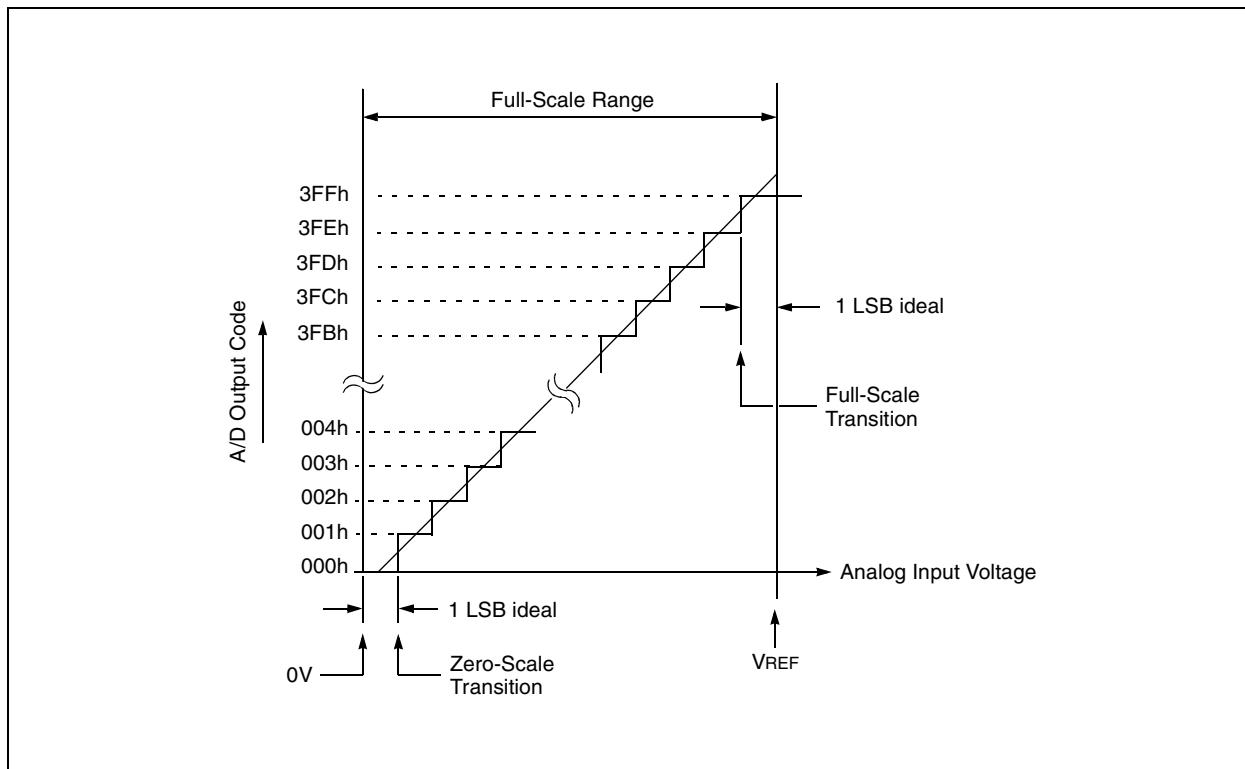 Full-Scale Range
3FFh
3FEh
3FDh
3FCh
3FBh
1 LSB ideal
A/D Output Code
Full-Scale
Transition
004h
003h
002h
001h
000h
Analog Input Voltage
1 LSB ideal
0V
Zero-Scale
Transition
VREF